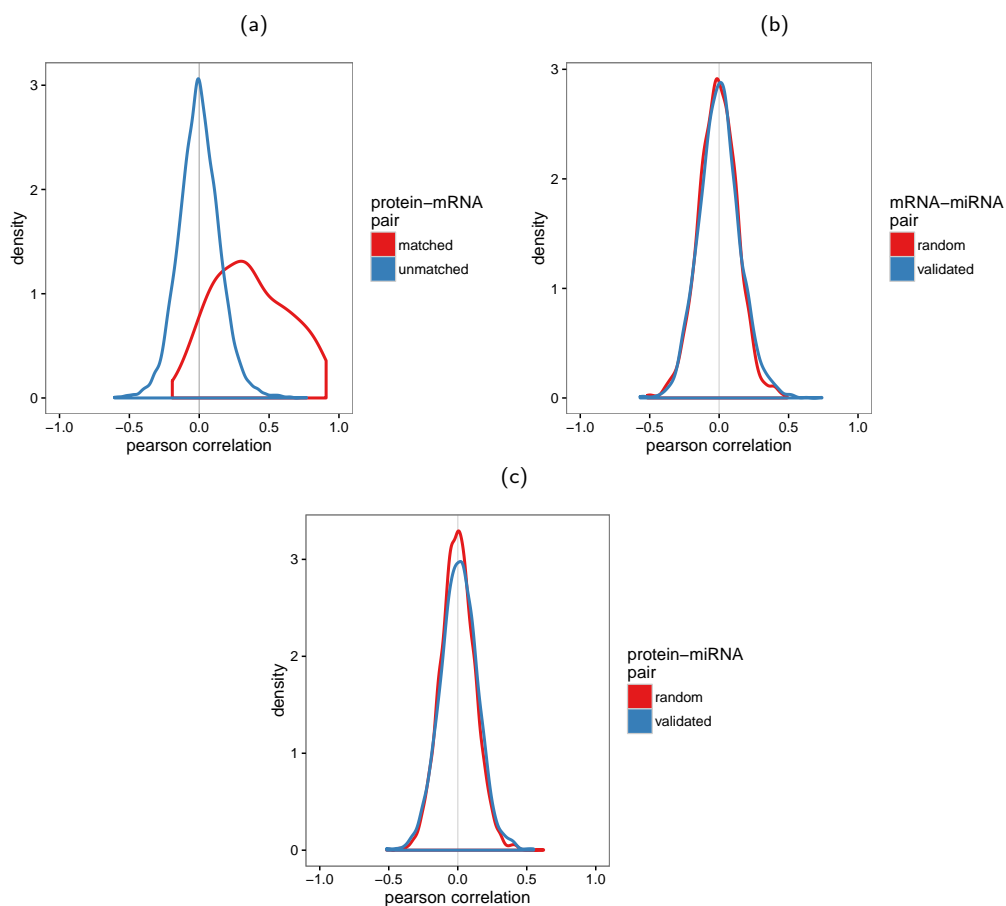 (a)
3
2
1
0
density
−1.0 −0.5 0.0 0.5 1.0
pearson correlation
protein−mRNA
pair
matched
unmatched
(b)
3
2
1
0
density
−1.0 −0.5 0.0 0.5 1.0
pearson correlation
mRNA−miRNA
pair
random
validated
(c)
3
2
1
0
density
−1.0 −0.5 0.0 0.5 1.0
pearson correlation
protein−miRNA
pair
random
validated